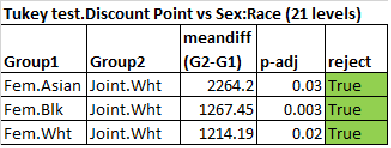 Tukey test.Discount Point vs Sex:Race (21 levels)
Group1 Group2 meandiff (G2-G1) p-adj reject
Fem.Asian Joint.Wht 2264.2 0.03 True
Fem.Blk Joint.Wht 1267.45 0.003 True
Fem.Wht Joint.Wht 1214.19 0.02 True